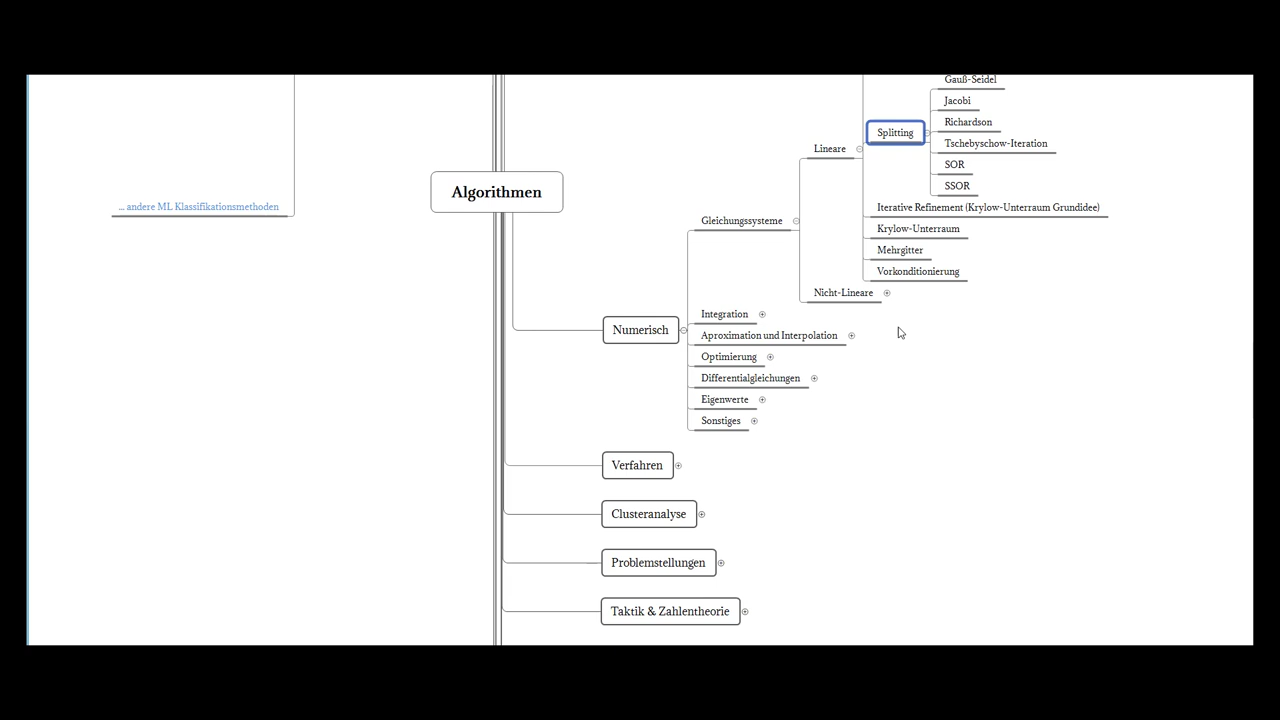 Gauß-Seidel
Jacobi
Richardson
Splitting
Tschebyschow-Iteration
Lineare
SOR
SSOR
Algorithmen
... andere ML Klassifikationsmethoden
Iterative Refinement (Krylow-Unterraum Grundidee)
Gleichungssysteme
Krylow-Unterraum
Mehrgitter
Vorkonditionierung
Nicht-Lineare
Integration
Numerisch
Aproximation und Interpolation
Optimierung
Differentialgleichungen
Eigenwerte
Sonstiges
Verfahren
Clusteranalyse
Problemstellungen
Taktik & Zahlentheorie